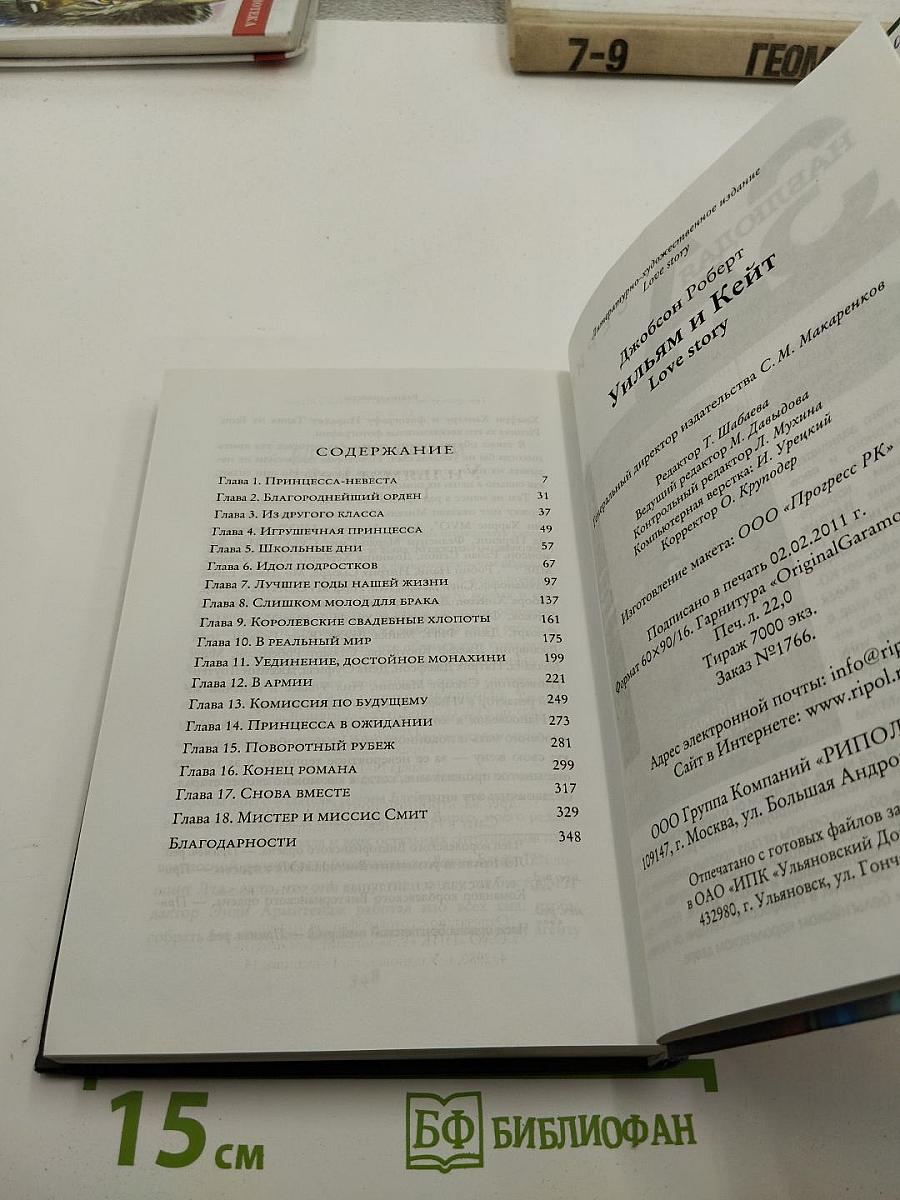 ОТЕКА
7-9
ГЕОМ
СОДЕРЖАНИЕ
Глава 1. Принцесса-невеста 7
Глава 2. Благороднейший орден 31
Глава 3. Из другого класса 37
Глава 4. Игрушечная принцесса 49
Глава 5. Школьные дни 57
Глава 6. Идол подростков 67
Глава 7. Лучшие годы нашей жизни 97
Глава 8. Слишком молод для брака 137
Глава 9. Королевские свадебные хлопоты 161
Глава 10. В реальный мир 175
Глава 11. Уединение, достойное монахини 199
Глава 12. В армии 221
Глава 13. Комиссия по будущему 249
Глава 14. Принцесса в ожидании 273
Глава 15. Поворотный рубеж 281
Глава 16. Конец романа 299
Глава 17. Снова вместе 317
Глава 18. Мистер и миссис Смит 329
Благодарности 348
Литературно-художественное издание
Love story
Джобсон Роберт
Уильям и Кейт
Love story
Генеральный директор издательства С. М. Макаренков
Редактор Т. Шабаева
Ведущий редактор М. Давыдова
Контрольный редактор Л. Мухина
Компьютерная верстка: И. Урецкий
Корректор О. Круподер
Изготовление макета: ООО «Прогресс РК»
Подписано в печать 02.02.2011 г.
Формат 60×90/16. Гарнитура «OriginalGaramo
Печ. л. 22,0
Тираж 7000 экз.
Заказ №1766.
Адрес электронной почты: info@rip
Сайт в Интернете: www.ripol.r
ООО Группа Компаний «РИПОЛ
109147, г. Москва, ул. Большая Андро
Отпечатано с готовых файлов за
в ОАО «ИПК «Ульяновский До
432980, г. Ульяновск, ул. Гонч
15 см
БФ БИБЛИОФАН